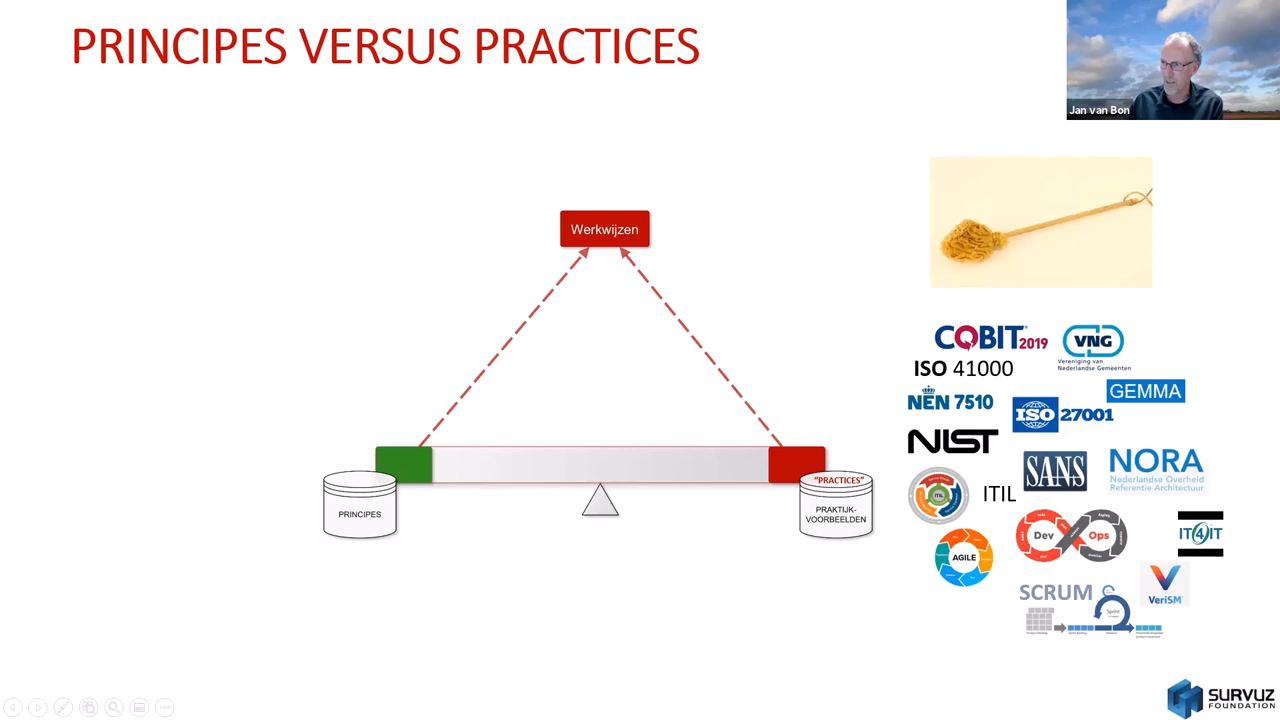 PRINCIPES VERSUS PRACTICES
Jan van Bon
Werkwijzen
COBIT 2019
VNG
Vereniging van
Nederlandse Gemeenten
ISO 41000
GEMMA
NEN 7510
ISO 27001
NIST
SANS
NORA
Nederlandse Overheid
Referentie Architectuur
ITIL
ITIL
"PRACTICES"
PRINCIPES
PRAKTIJK-
VOORBEELDEN
Dev Ops
IT4IT
AGILE
SCRUM
VeriSM
Sprint
SURVUZ
FOUNDATION